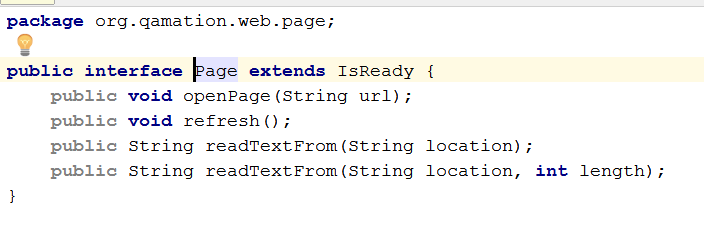 package org.qamation.web.page;
public interface Page extends IsReady {
    public void openPage(String url);
    public void refresh();
    public String readTextFrom(String location);
    public String readTextFrom(String location, int length);
}